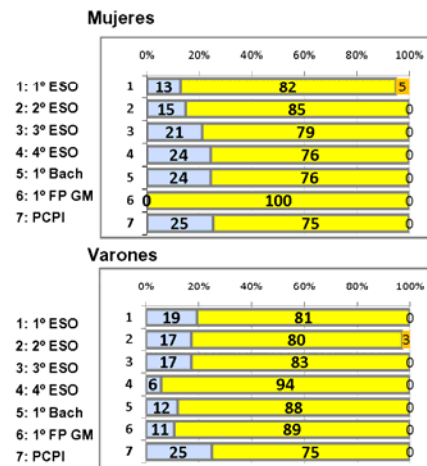 Mujeres
0% 20% 40% 60% 80% 100%
1: 1º ESO 1 13 82 5
2: 2º ESO 2 15 85 0
3: 3º ESO 3 21 79 0
4: 4º ESO 4 24 76 0
5: 1º Bach 5 24 76 0
6: 1º FP GM 6 0 100 0
7: PCPI 7 25 75 0
Varones
0% 20% 40% 60% 80% 100%
1: 1º ESO 1 19 81 0
2: 2º ESO 2 17 80 3
3: 3º ESO 3 17 83 0
4: 4º ESO 4 6 94 0
5: 1º Bach 5 12 88 0
6: 1º FP GM 6 11 89 0
7: PCPI 7 25 75 0